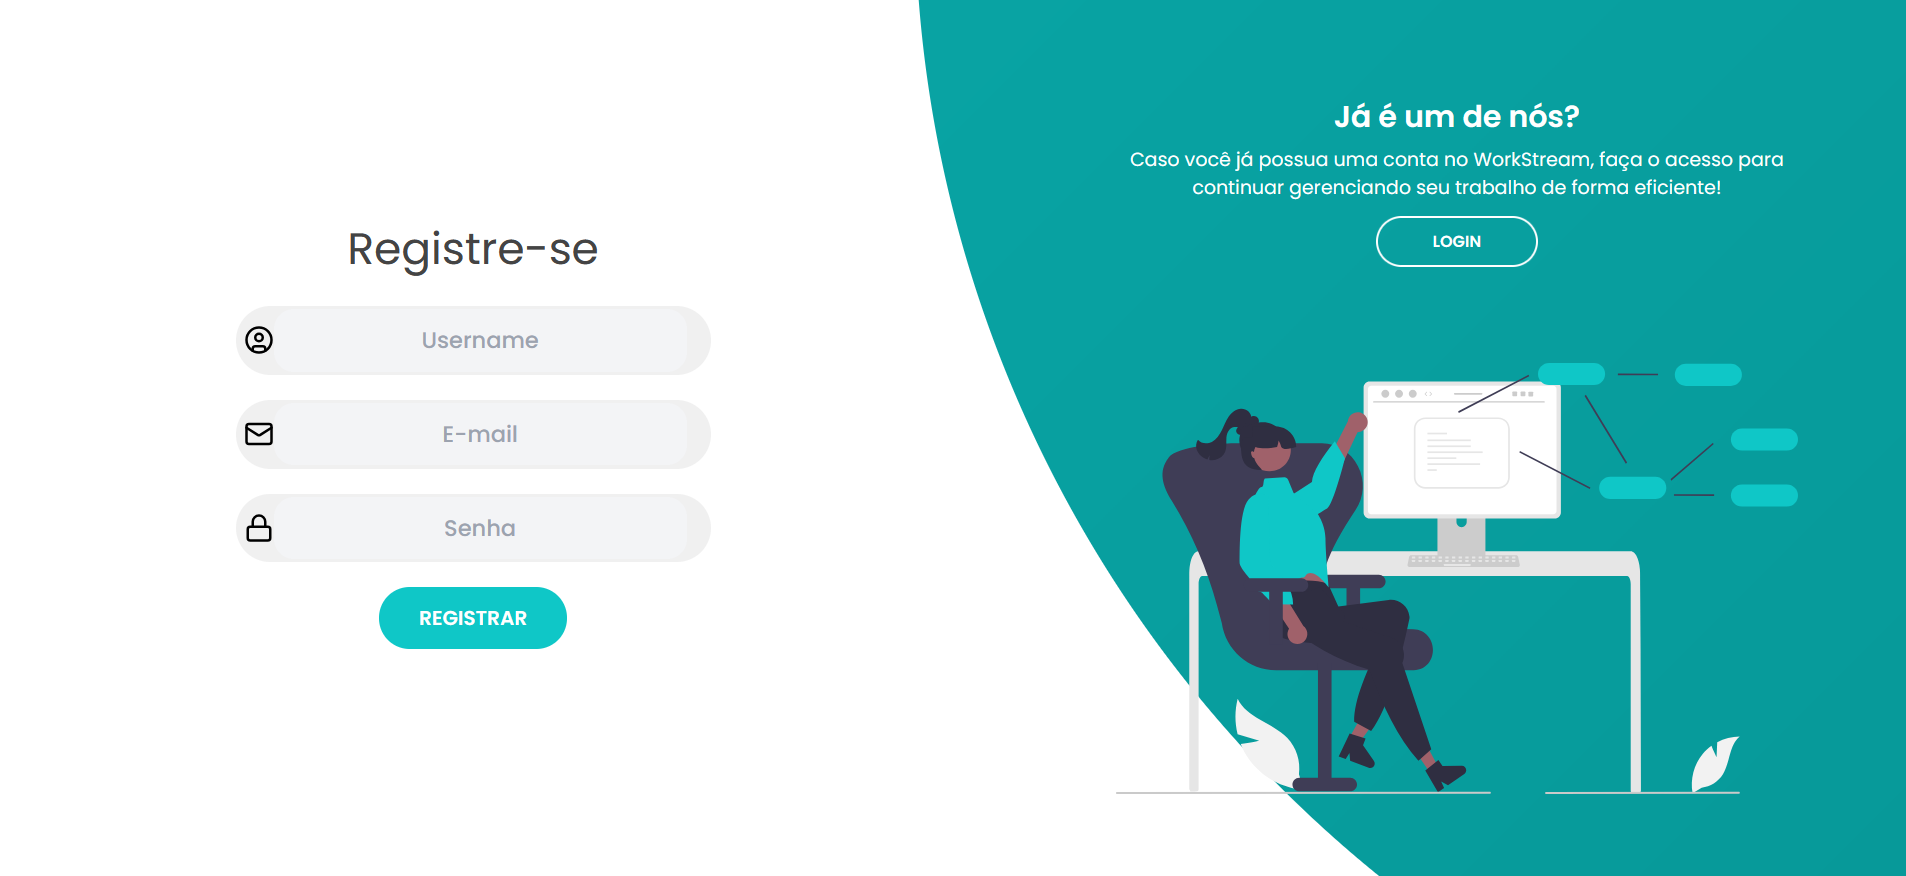 Registre-se
Username
E-mail
Senha
REGISTRAR
Já é um de nós?
Caso você já possua uma conta no WorkStream, faça o acesso para
continuar gerenciando seu trabalho de forma eficiente!
LOGIN